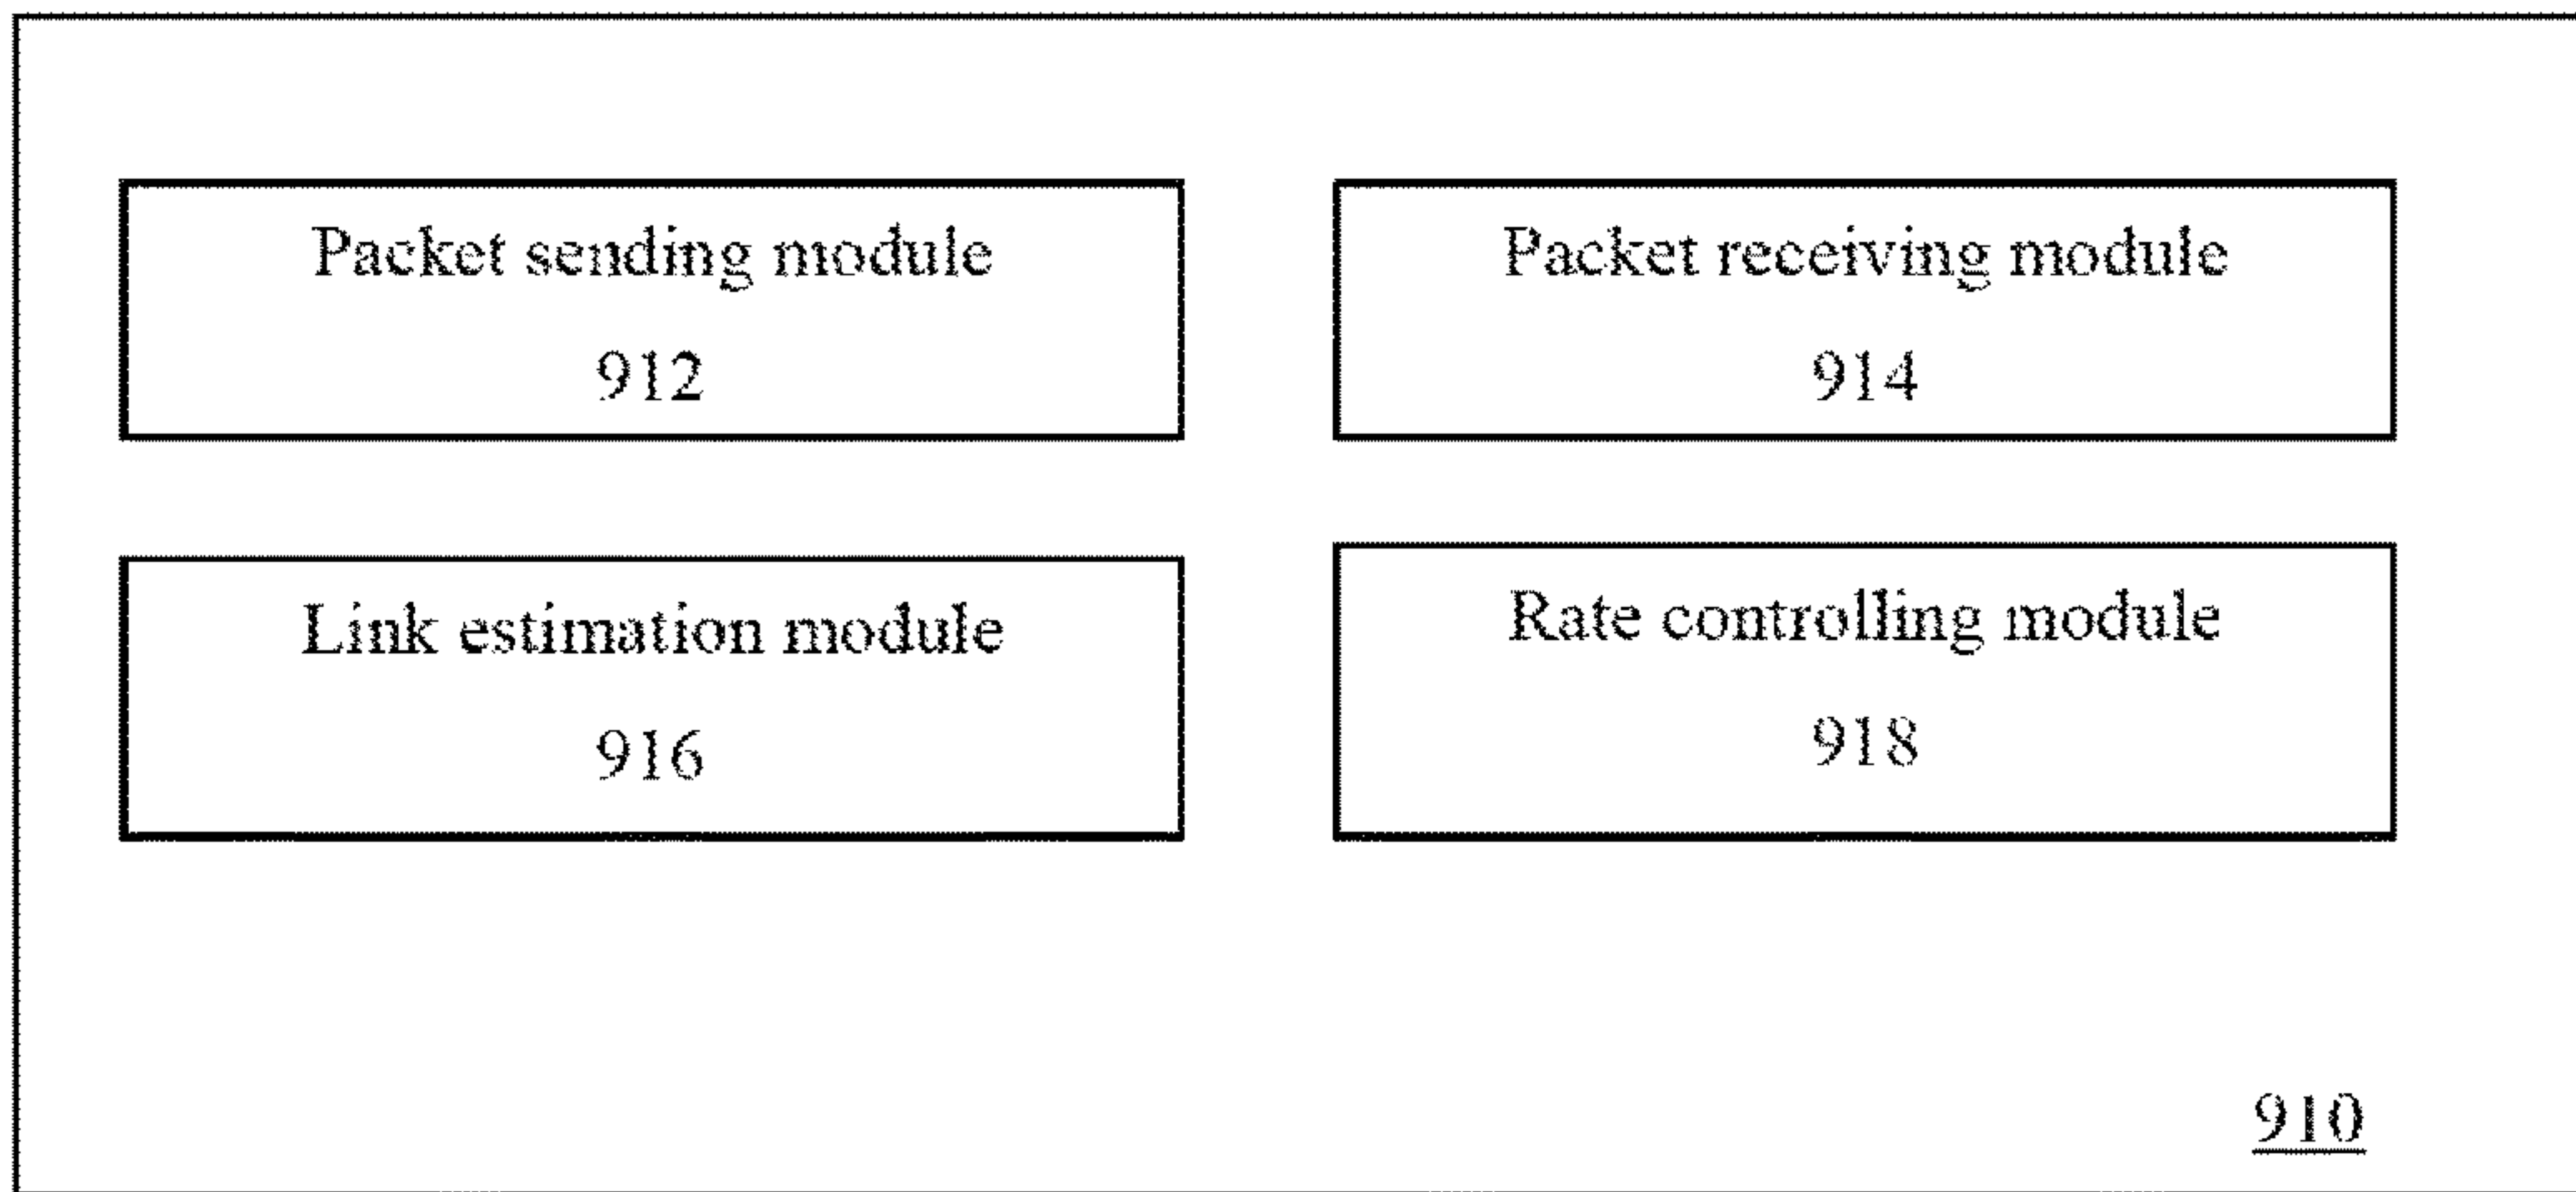 Packet sending module
912
Packet receiving module
914
Link estimation module
916
Rate controlling module
918
910